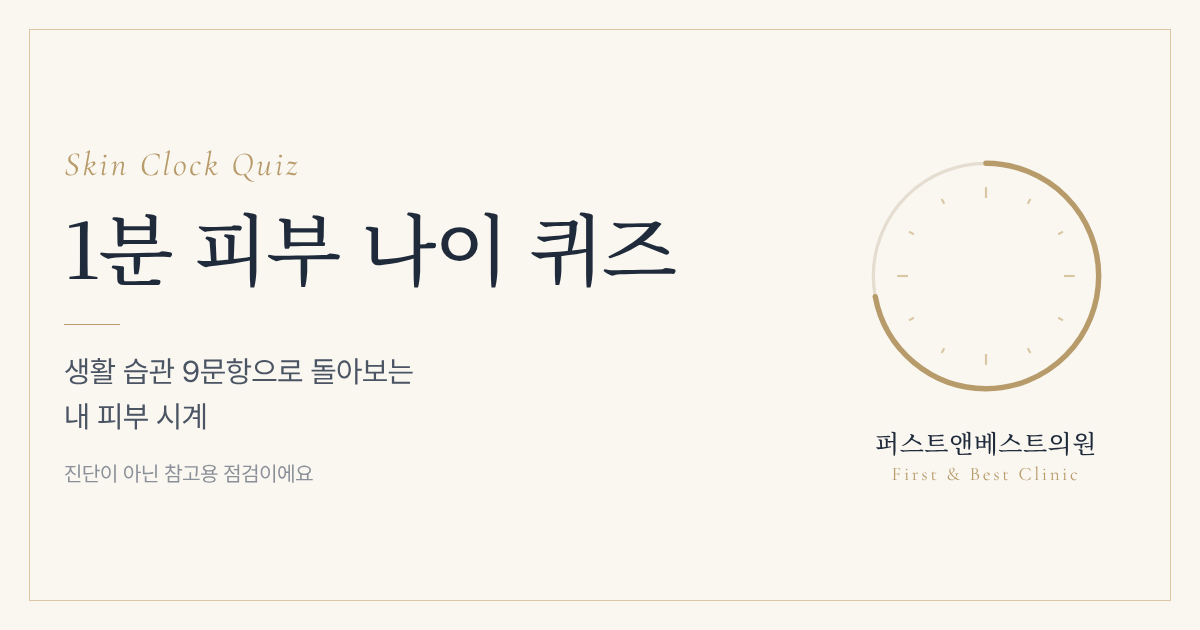 Skin Clock Quiz
1분 피부 나이 퀴즈
생활 습관 9문항으로 돌아보는
내 피부 시계
진단이 아닌 참고용 점검이에요
퍼스트앤베스트의원
First & Best Clinic